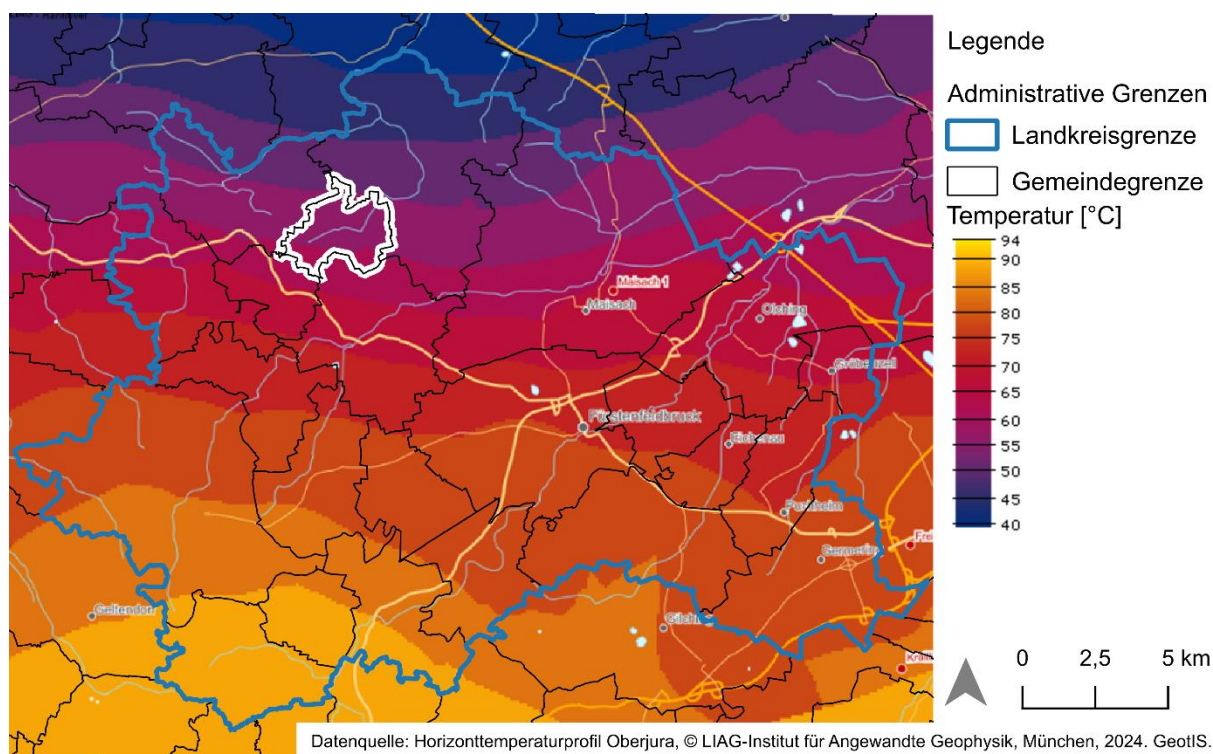 Legende
Administrative Grenzen
Landkreisgrenze
Gemeindegrenze
Temperatur [°C]
94
90
85
80
75
70
65
60
55
50
45
40
Maisach 1
Maisach
Olching
Gröbenzell
Fürstenfeldbruck
Eichenau
Puchheim
Germering
Geltendorf
Gilching
0 2,5 5 km
Datenquelle: Horizonttemperaturprofil Oberjura, © LIAG-Institut für Angewandte Geophysik, München, 2024. GeotIS.